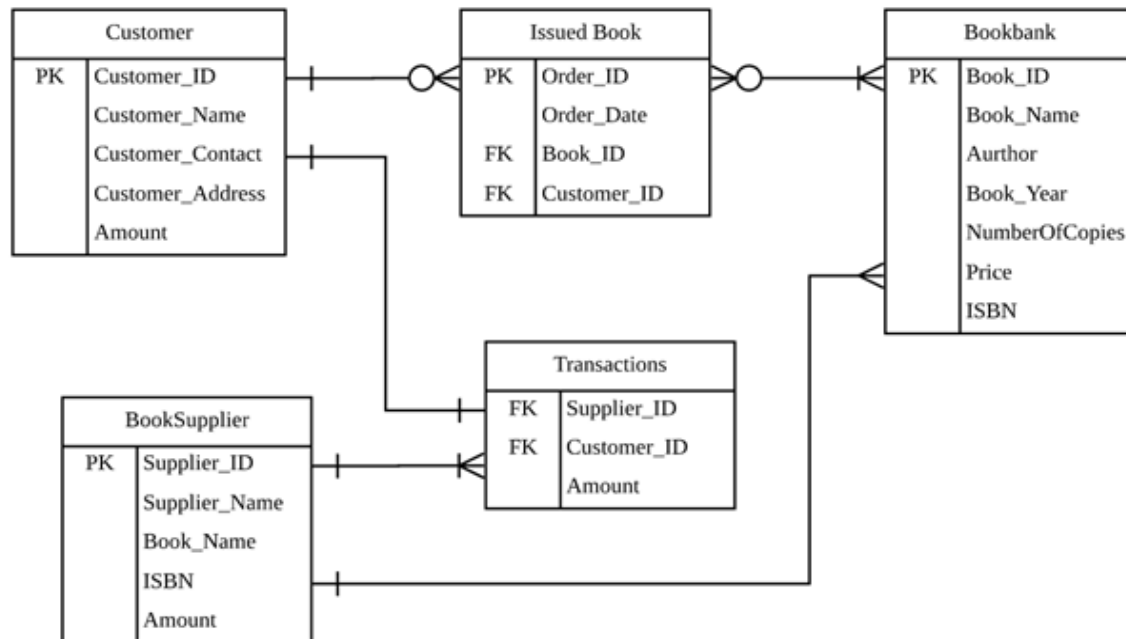 Customer
PK Customer_ID
Customer_Name
Customer_Contact
Customer_Address
Amount
Issued Book
PK Order_ID
Order_Date
FK Book_ID
FK Customer_ID
Bookbank
PK Book_ID
Book_Name
Aurthor
Book_Year
NumberOfCopies
Price
ISBN
Transactions
FK Supplier_ID
FK Customer_ID
Amount
BookSupplier
PK Supplier_ID
Supplier_Name
Book_Name
ISBN
Amount